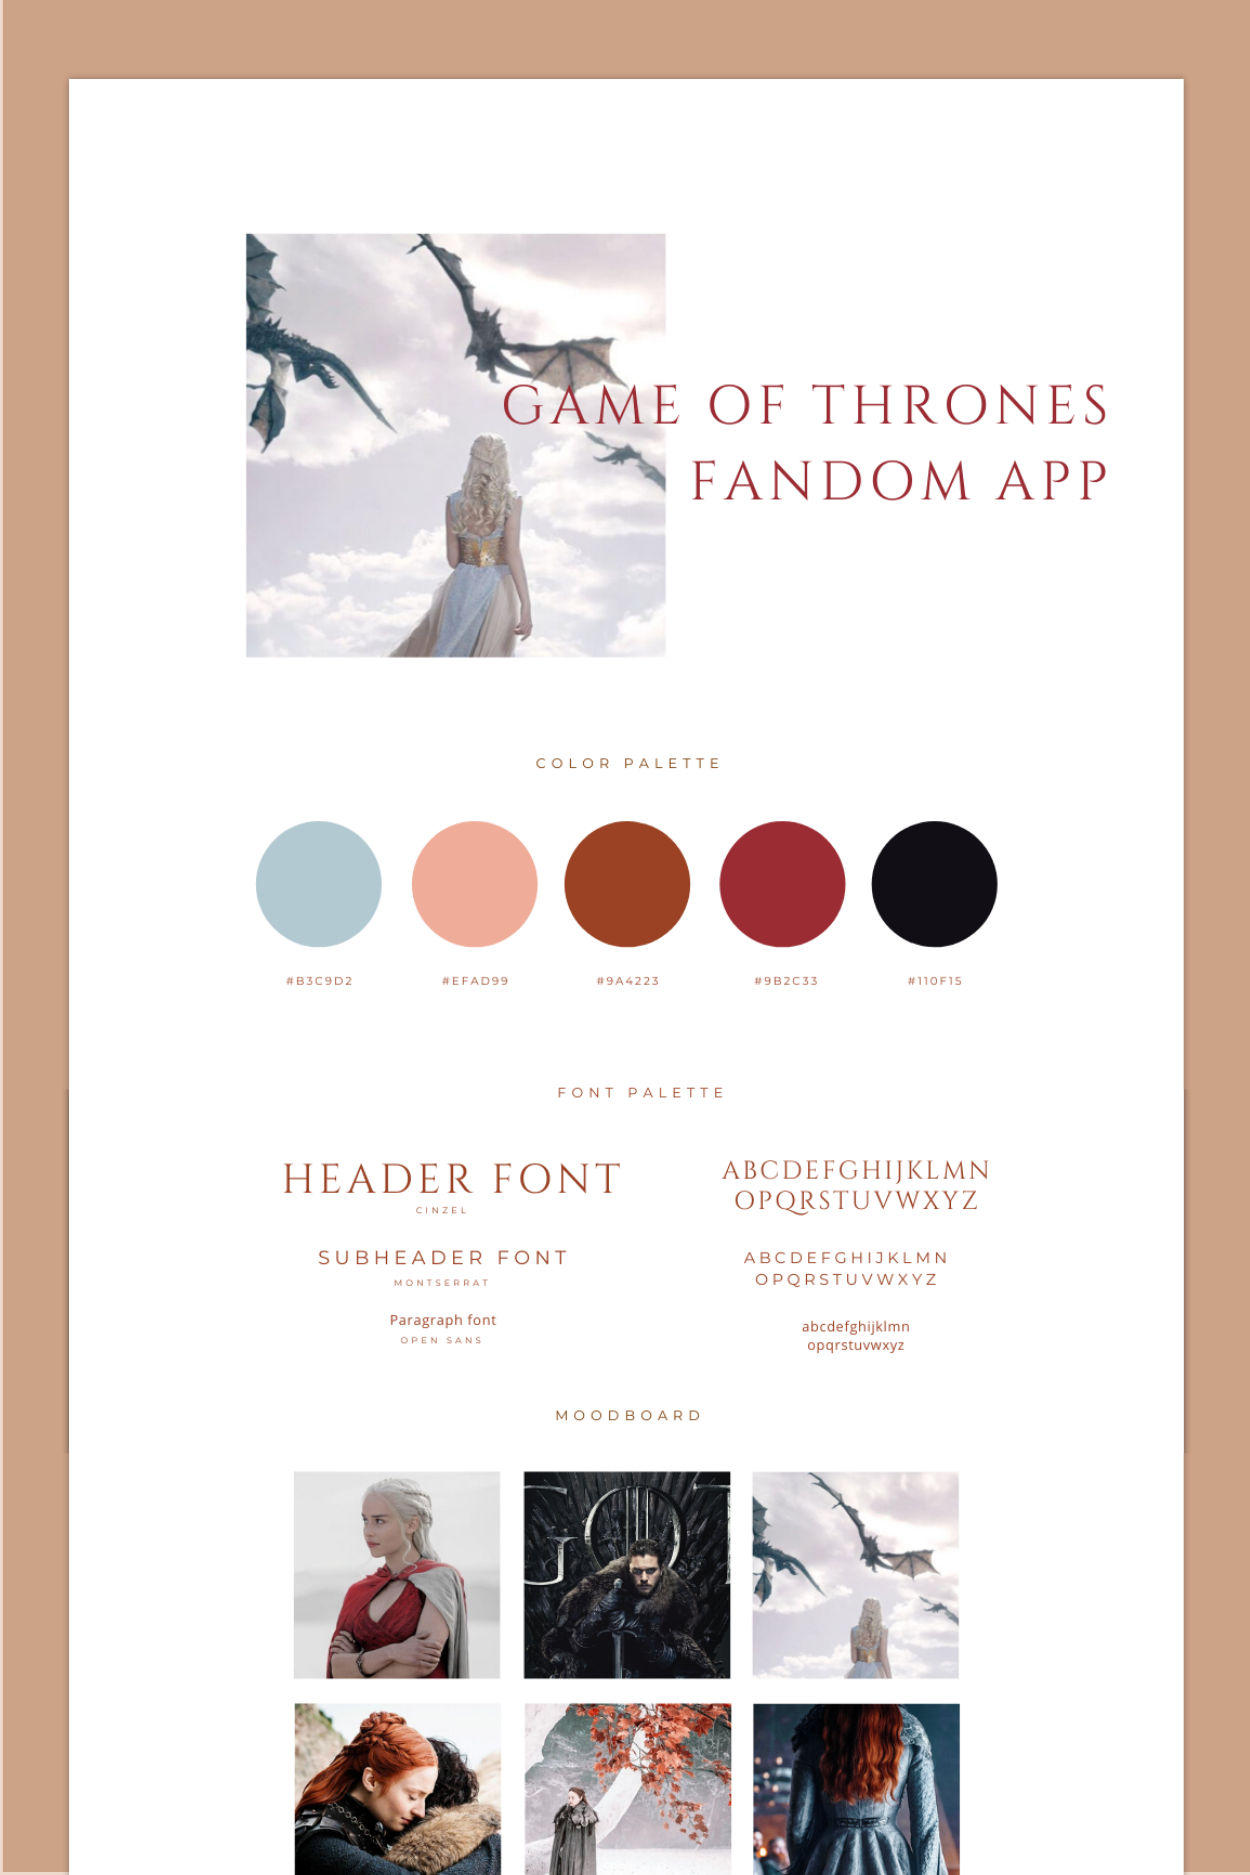 GAME OF THRONES
FANDOM APP
COLOR PALETTE
#B3C9D2 #EFAD99 #9A4223 #9B2C33 #110F15
FONT PALETTE
HEADER FONT
CINZEL
ABCDEFGHIJKLMN
OPQRSTUVWXYZ
SUBHEADER FONT
MONTSERRAT
ABCDEFGHIJKLMN
OPQRSTUVWXYZ
Paragraph font
OPEN SANS
abcdefghijklmn
opqrstuvwxyz
MOODBOARD
GOT